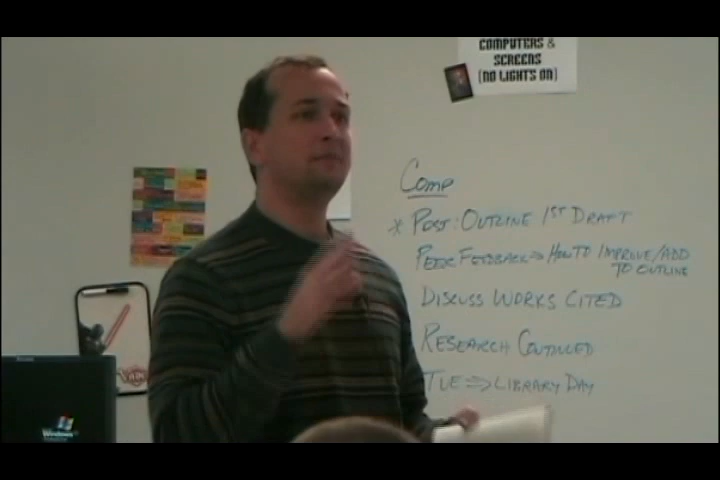 COMPUTERS &
SCREENS
(NO LIGHTS ON)
COMP
* POST: OUTLINE 1ST DRAFT
PEER FEEDBACK => HOW TO IMPROVE/ADD
TO OUTLINE
DISCUSS WORKS CITED
RESEARCH CONTINUED
TUE => LIBRARY DAY
Windows